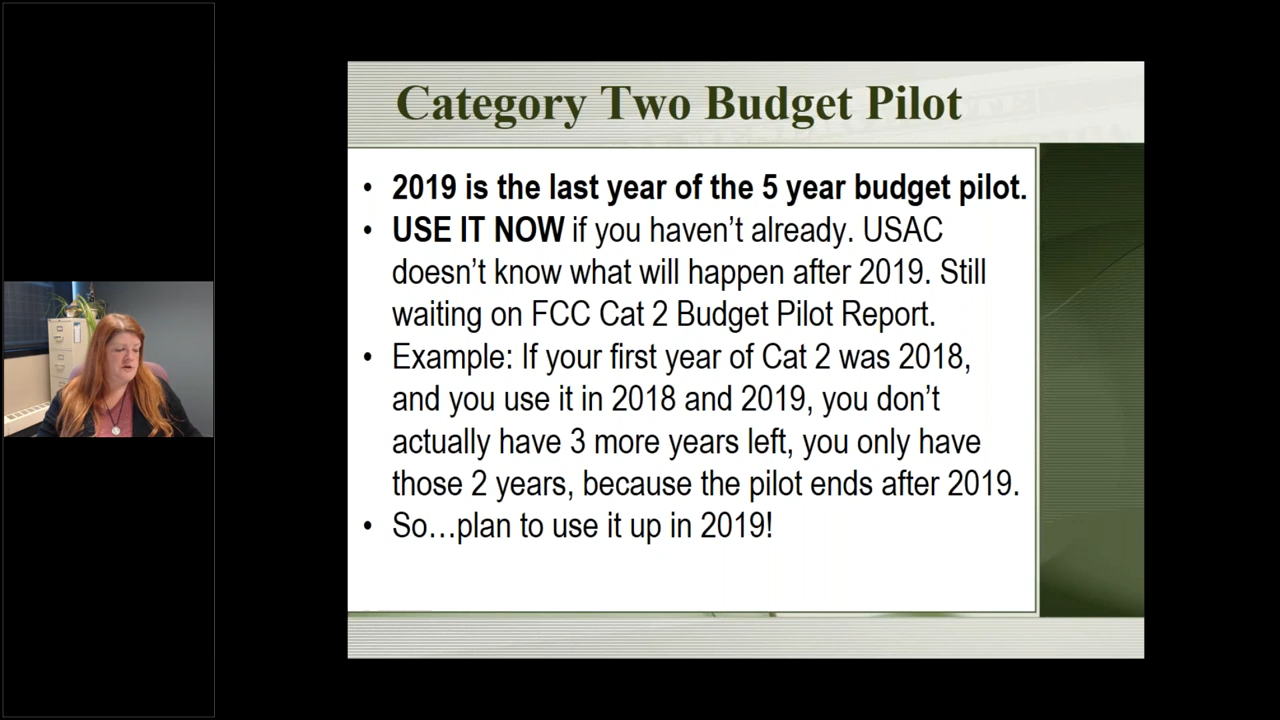 Category Two Budget Pilot
• 2019 is the last year of the 5 year budget pilot.
• USE IT NOW if you haven’t already. USAC
doesn’t know what will happen after 2019. Still
waiting on FCC Cat 2 Budget Pilot Report.
• Example: If your first year of Cat 2 was 2018,
and you use it in 2018 and 2019, you don’t
actually have 3 more years left, you only have
those 2 years, because the pilot ends after 2019.
• So…plan to use it up in 2019!